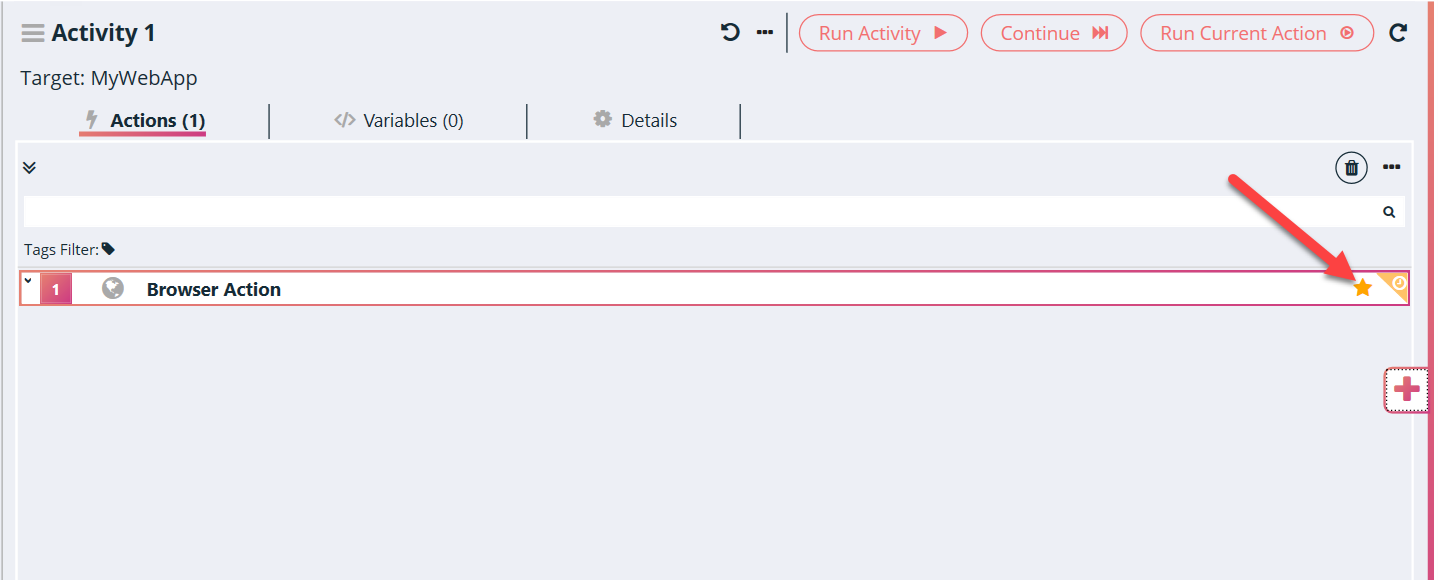 Activity 1
Run Activity
Continue
Run Current Action
Target: MyWebApp
Actions (1)
Variables (0)
Details
Tags Filter:
1
Browser Action